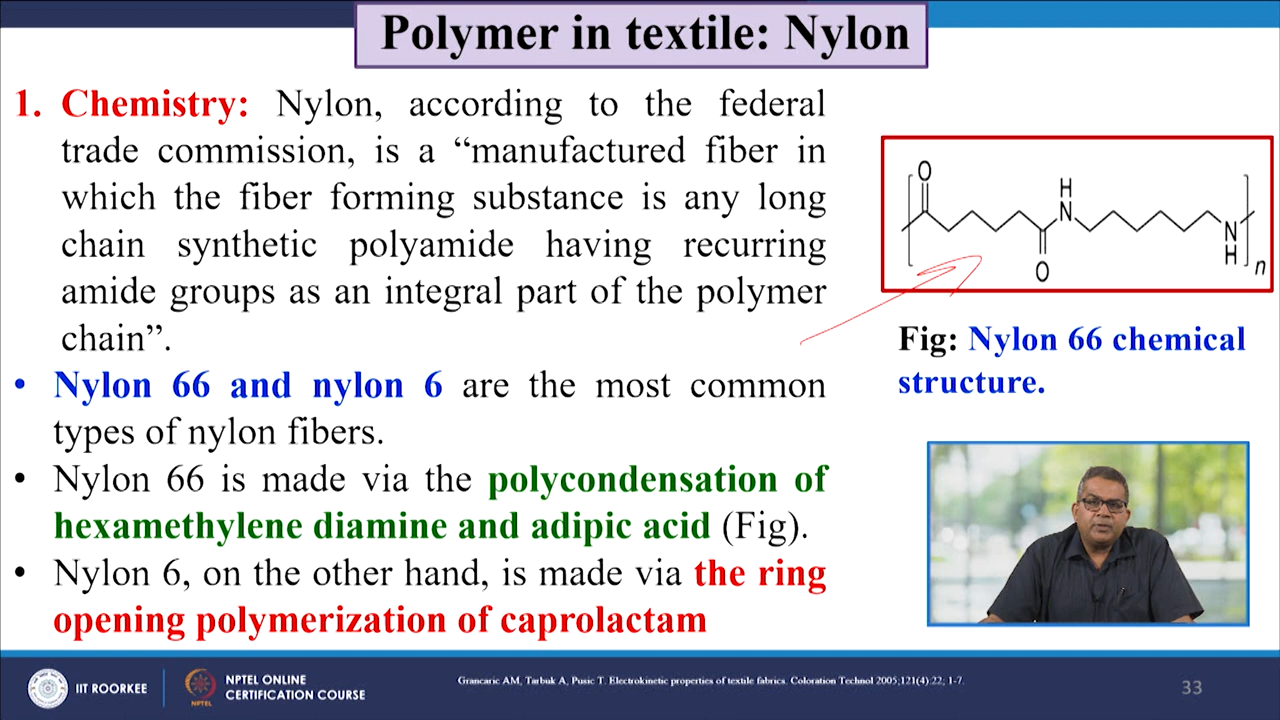 Polymer in textile: Nylon
1. Chemistry: Nylon, according to the federal
trade commission, is a “manufactured fiber in
which the fiber forming substance is any long
chain synthetic polyamide having recurring
amide groups as an integral part of the polymer
chain”.
• Nylon 66 and nylon 6 are the most common
types of nylon fibers.
• Nylon 66 is made via the polycondensation of
hexamethylene diamine and adipic acid (Fig).
• Nylon 6, on the other hand, is made via the ring
opening polymerization of caprolactam
O
H
N
O
N
H
n
Fig: Nylon 66 chemical
structure.
IIT ROORKEE
NPTEL
NPTEL ONLINE
CERTIFICATION COURSE
Grancaric AM, Tarbuk A, Pusic T. Electrokinetic properties of textile fabrics. Coloration Technol 2005;121(4):22; 1-7.
33